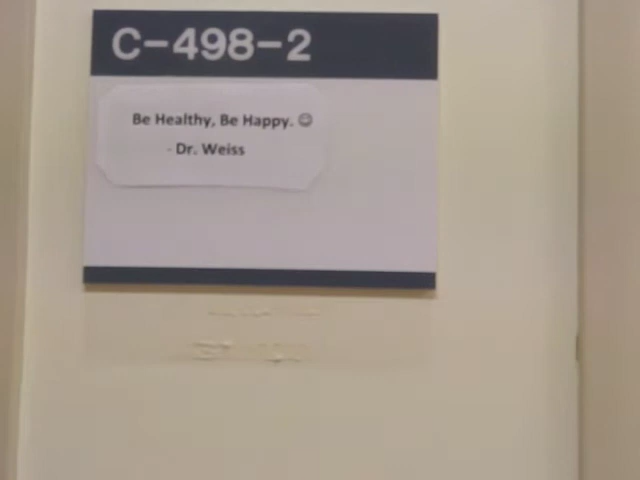 C-498-2
Be Healthy, Be Happy. ☺
- Dr. Weiss